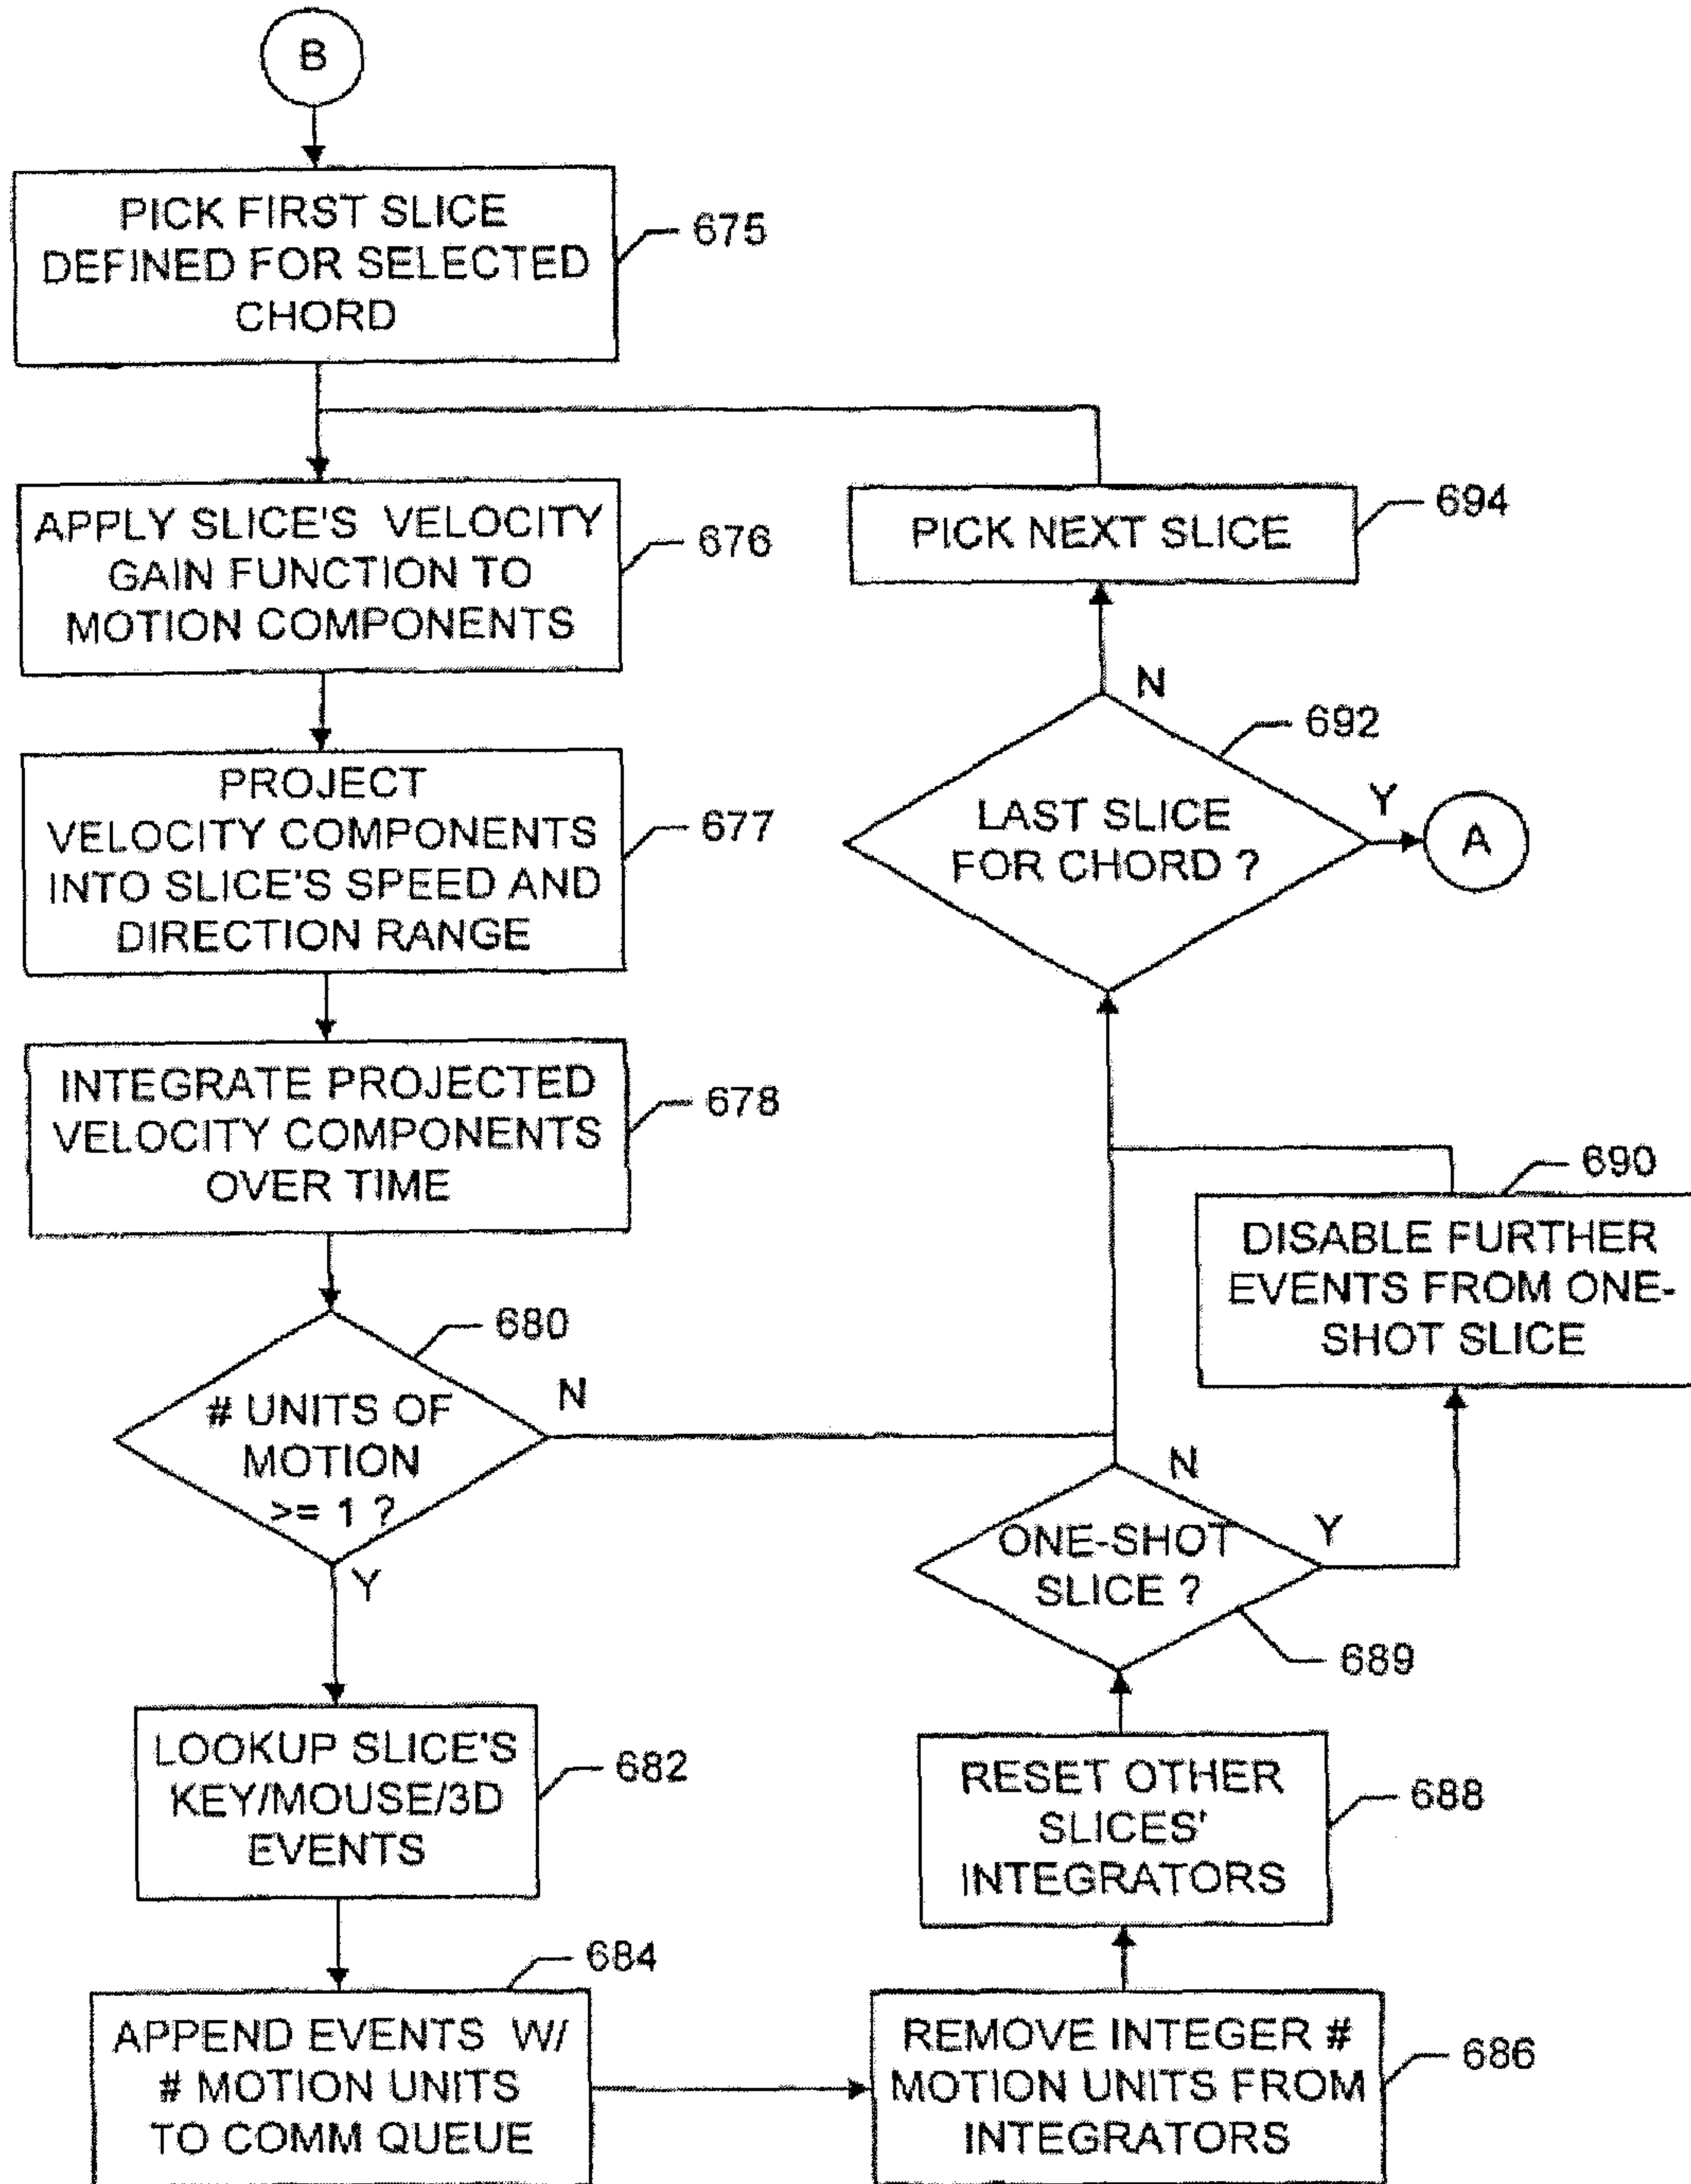 B
PICK FIRST SLICE
DEFINED FOR SELECTED
CHORD
675
APPLY SLICE'S VELOCITY
GAIN FUNCTION TO
MOTION COMPONENTS
676
PROJECT
VELOCITY COMPONENTS
INTO SLICE'S SPEED AND
DIRECTION RANGE
677
INTEGRATE PROJECTED
VELOCITY COMPONENTS
OVER TIME
678
680
# UNITS OF
MOTION
>= 1 ?
N
Y
LOOKUP SLICE'S
KEY/MOUSE/3D
EVENTS
682
684
APPEND EVENTS W/
# MOTION UNITS
TO COMM QUEUE
REMOVE INTEGER #
MOTION UNITS FROM
INTEGRATORS
686
RESET OTHER
SLICES'
INTEGRATORS
688
ONE-SHOT
SLICE ?
689
N
Y
690
DISABLE FURTHER
EVENTS FROM ONE-
SHOT SLICE
LAST SLICE
FOR CHORD ?
692
N
Y
A
PICK NEXT SLICE
694